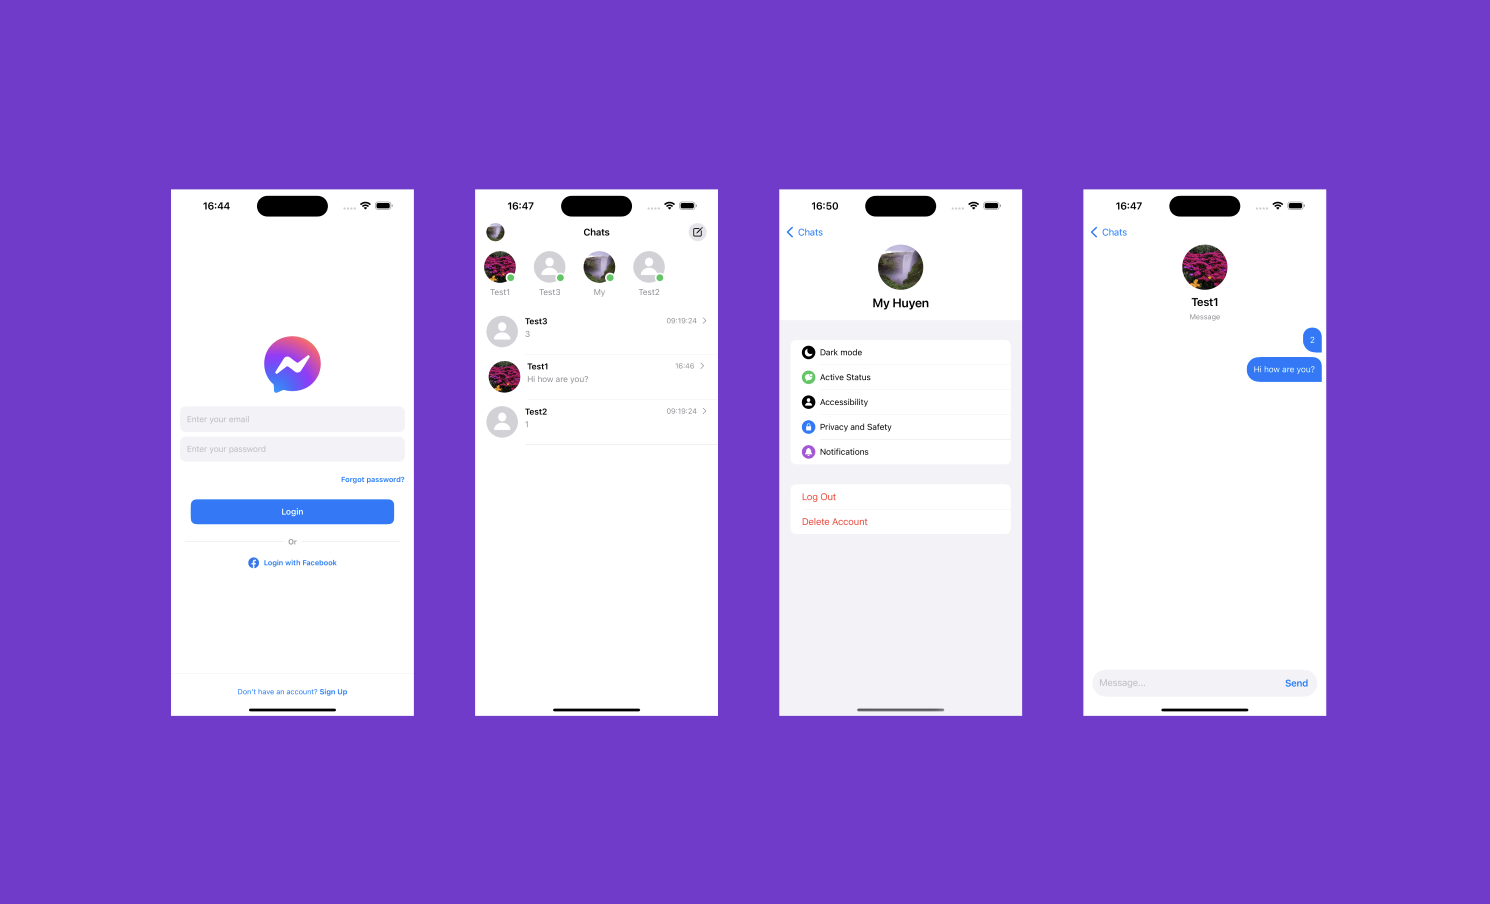 16:44
Enter your email
Enter your password
Forgot password?
Login
Or
Login with Facebook
Don't have an account? Sign Up
16:47
Chats
Test1 Test3 My Test2
Test3 09:19:24
3
Test1 16:46
Hi how are you?
Test2 09:19:24
1
16:50
Chats
My Huyen
Dark mode
Active Status
Accessibility
Privacy and Safety
Notifications
Log Out
Delete Account
16:47
Chats
Test1
Message
2
Hi how are you?
Message...
Send